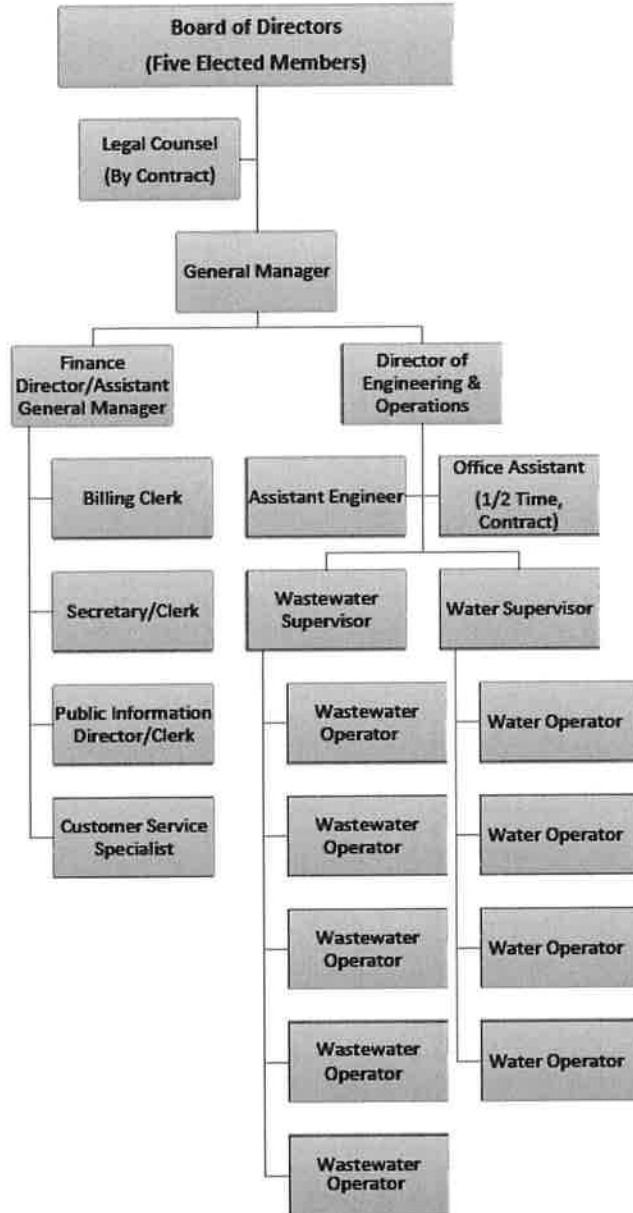 Board of Directors
(Five Elected Members)
Legal Counsel
(By Contract)
General Manager
Finance
Director/Assistant
General Manager
Director of
Engineering &
Operations
Billing Clerk
Assistant Engineer
Office Assistant
(1/2 Time,
Contract)
Secretary/Clerk
Wastewater
Supervisor
Water Supervisor
Public Information
Director/Clerk
Wastewater
Operator
Water Operator
Customer Service
Specialist
Wastewater
Operator
Water Operator
Wastewater
Operator
Water Operator
Wastewater
Operator
Water Operator
Wastewater
Operator